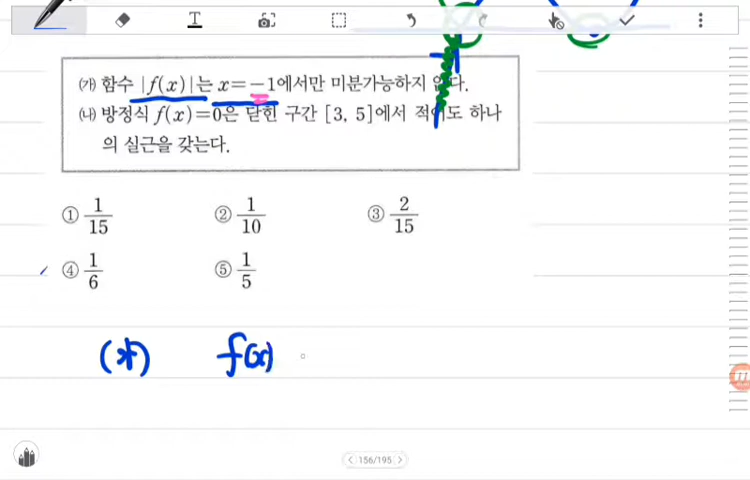 T
(가) 함수 |f(x)|는 x=-1에서만 미분가능하지 않다.
(나) 방정식 f(x)=0은 닫힌 구간 [3, 5]에서 적어도 하나
의 실근을 갖는다.
① 1/15 ② 1/10 ③ 2/15
④ 1/6 ⑤ 1/5
f(x)
156/195